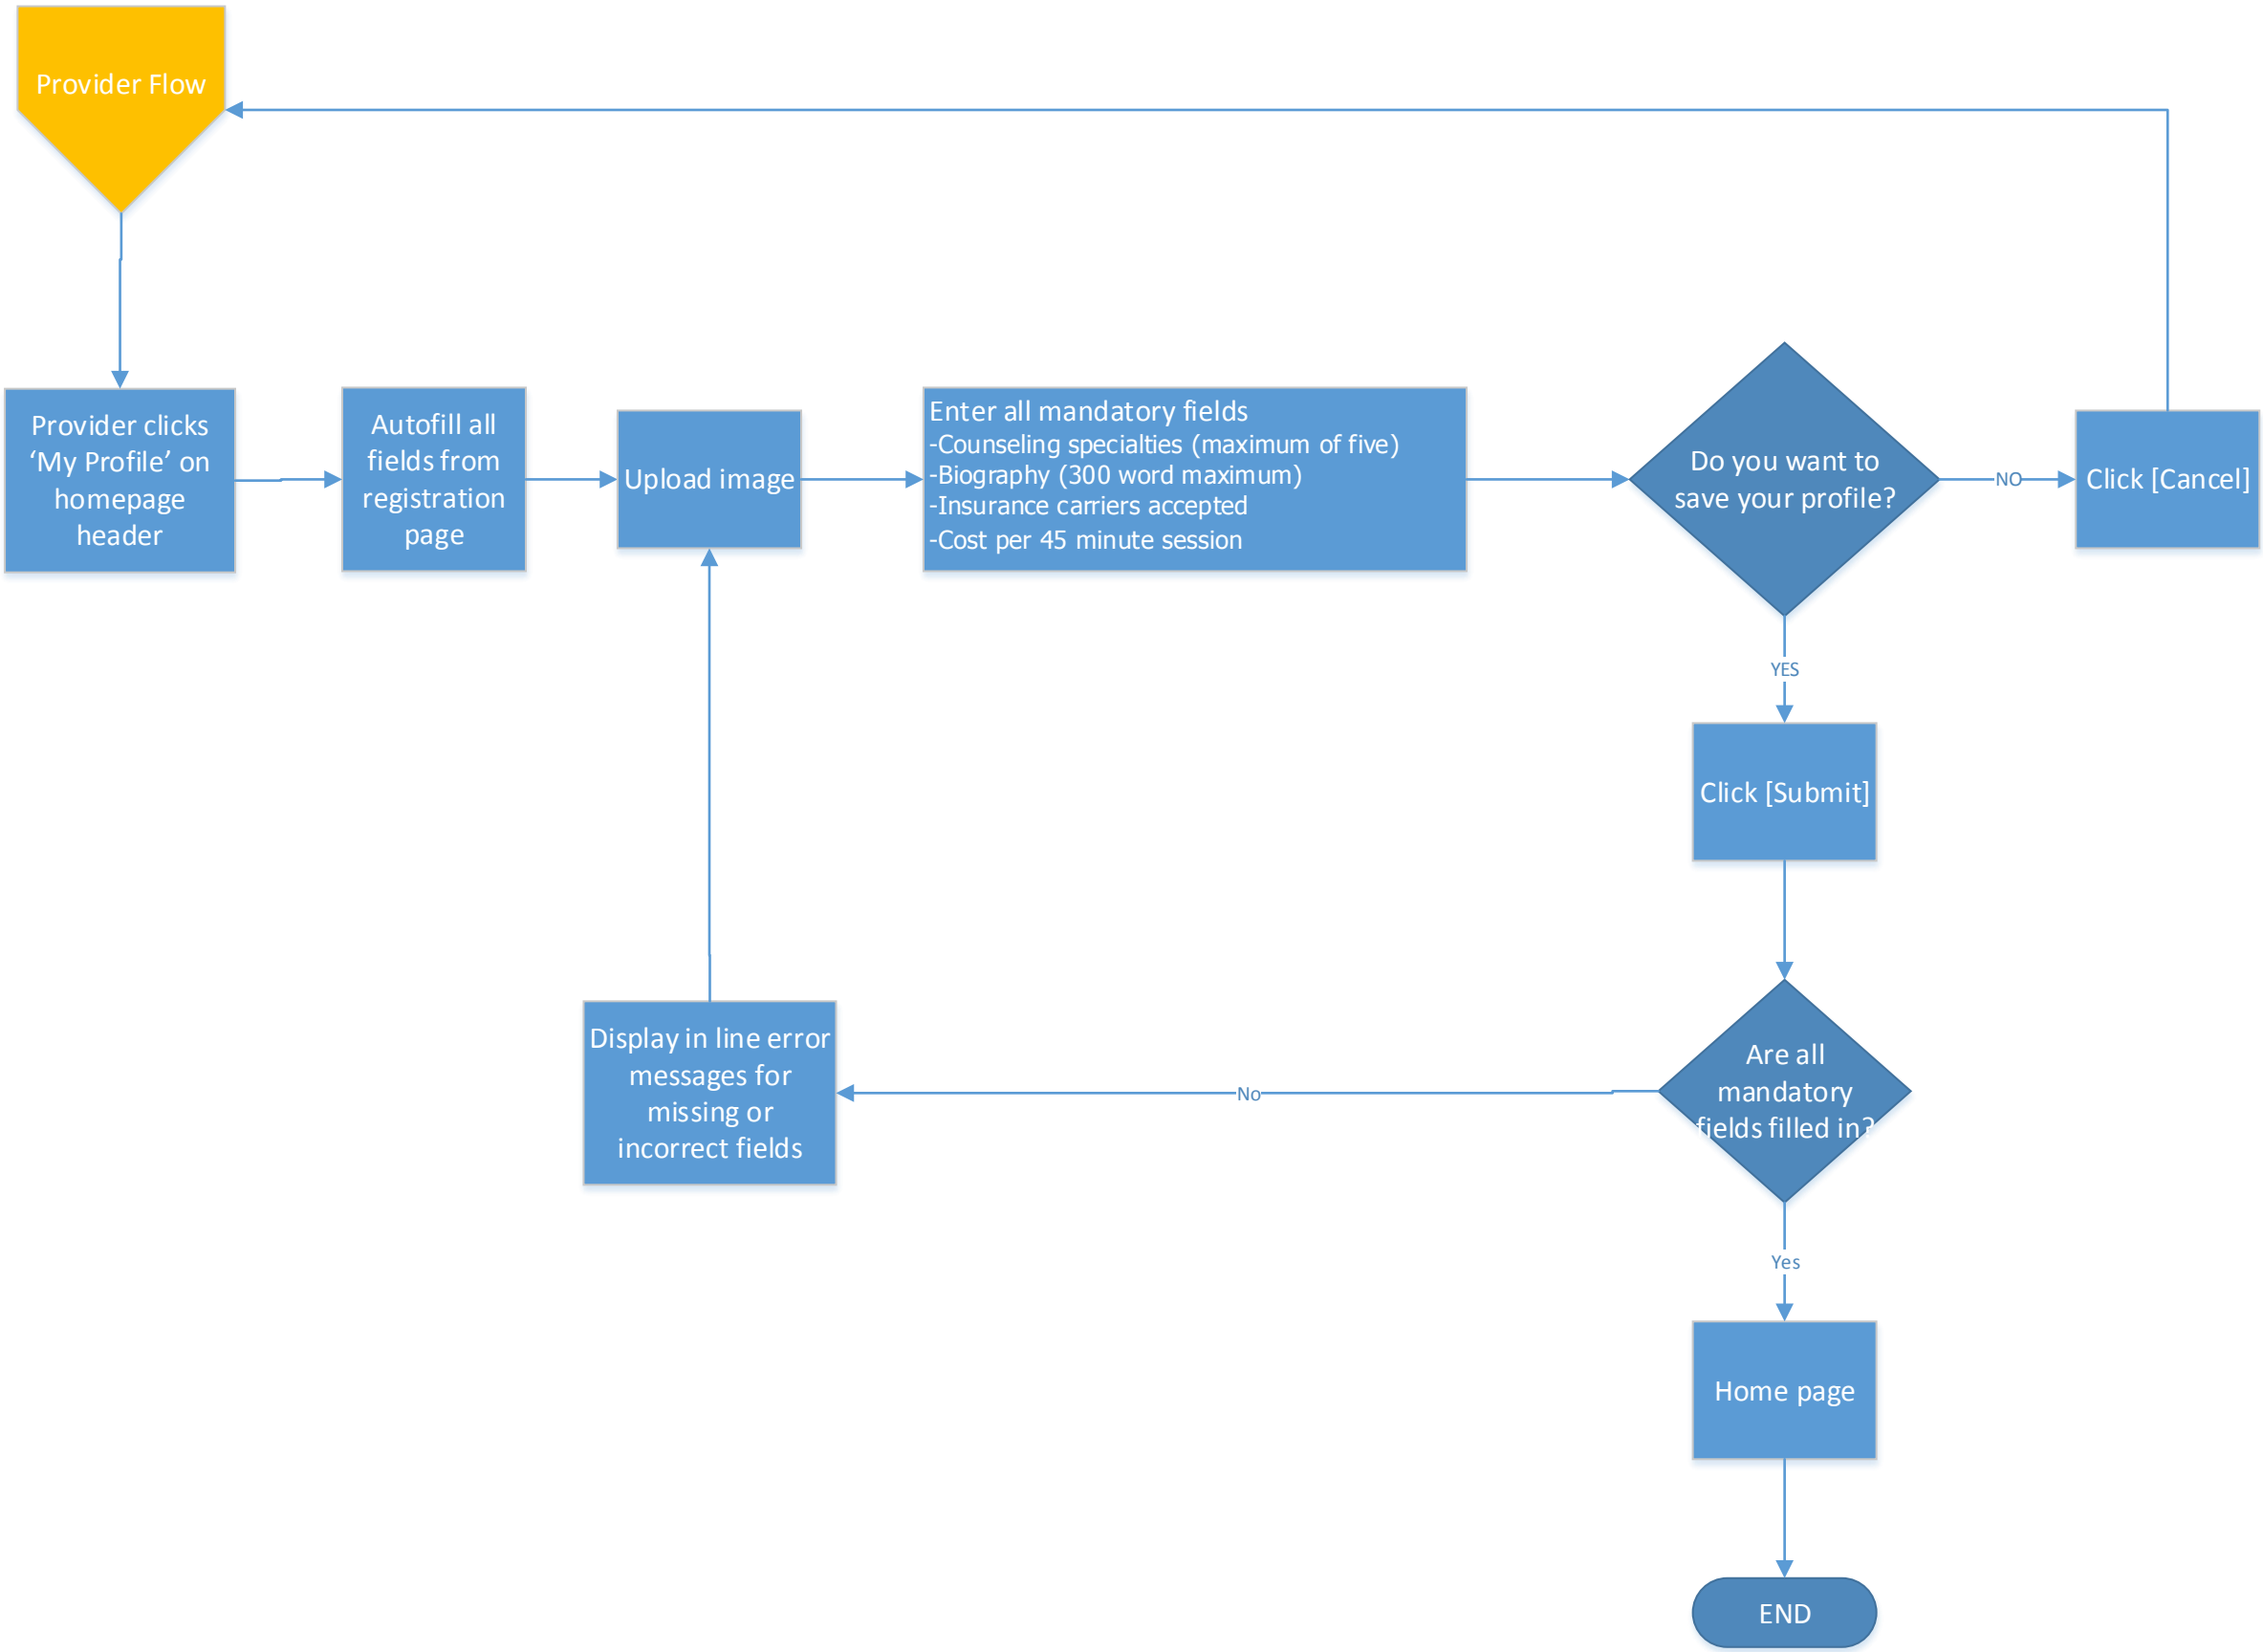 Provider Flow
Provider clicks
‘My Profile’ on
homepage
header
Autofill all
fields from
registration
page
Upload image
Enter all mandatory fields
-Counseling specialties (maximum of five)
-Biography (300 word maximum)
-Insurance carriers accepted
-Cost per 45 minute session
Do you want to
save your profile?
NO
Click [Cancel]
YES
Click [Submit]
Are all
mandatory
fields filled in?
No
Display in line error
messages for
missing or
incorrect fields
Yes
Home page
END